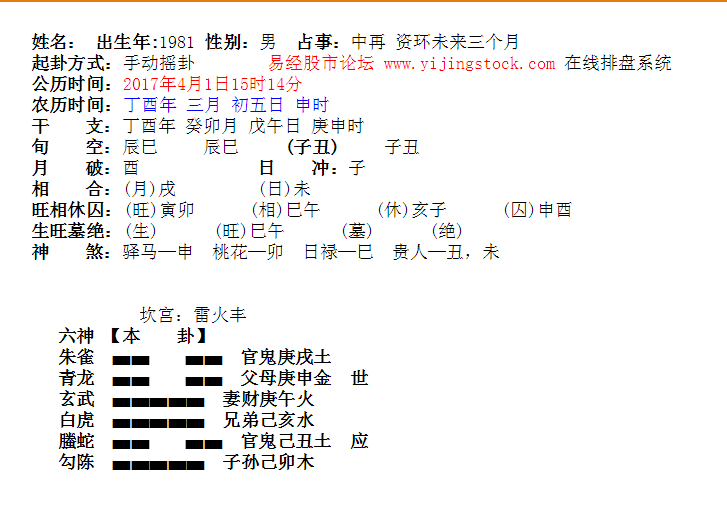 姓名： 出生年:1981 性别：男 占事：中再 资环未来三个月
起卦方式：手动摇卦 易经股市论坛 www.yijingstock.com 在线排盘系统
公历时间：2017年4月1日15时14分
农历时间：丁酉年 三月 初五日 申时
干 支：丁酉年 癸卯月 戊午日 庚申时
旬 空：辰巳 辰巳 (子丑) 子丑
月 破：酉 日 冲：子
相 合：(月)戌 (日)未
旺相休囚：(旺)寅卯 (相)巳午 (休)亥子 (囚)申酉
生旺墓绝：(生) (旺)巳午 (墓) (绝)
神 煞：驿马—申 桃花—卯 日禄—巳 贵人—丑，未
坎宫：雷火丰
六神 【本 卦】
朱雀 官鬼庚戌土
青龙 父母庚申金 世
玄武 妻财庚午火
白虎 兄弟己亥水
螣蛇 官鬼己丑土 应
勾陈 子孙己卯木